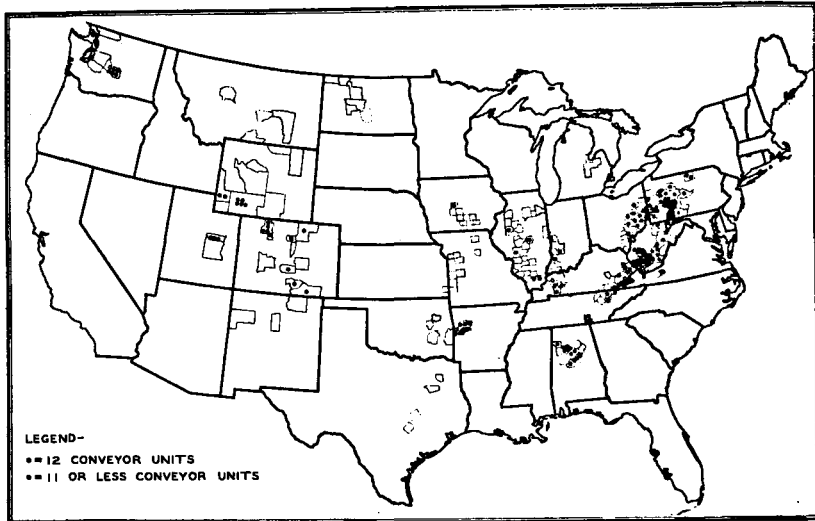 LEGEND-
•=12 CONVEYOR UNITS
•=11 OR LESS CONVEYOR UNITS